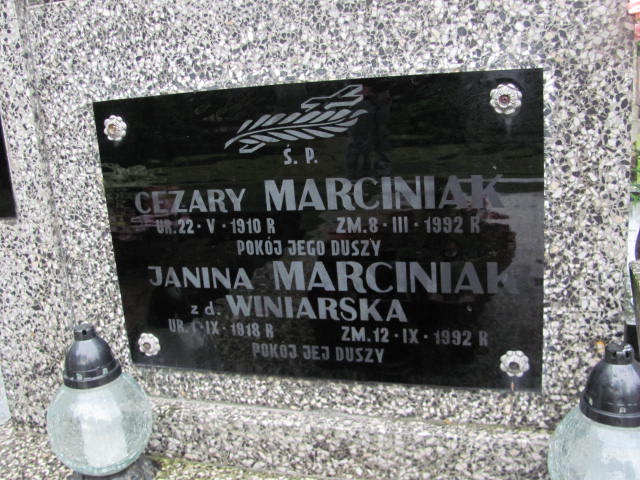 Ś. P.
CEZARY MARCINIAK
UR. 22 · V · 1910 R ZM. 8 · III · 1992 R
POKÓJ JEGO DUSZY
JANINA MARCINIAK
z d. WINIARSKA
UR. 1 · IX · 1918 R ZM. 12 · IX · 1992 R
POKÓJ JEJ DUSZY